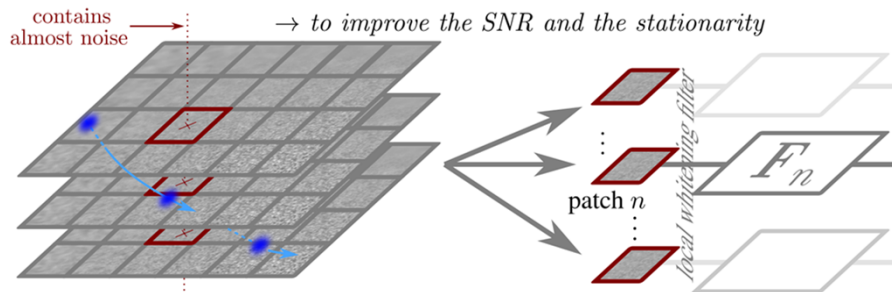 contains
almost noise
→ to improve the SNR and the stationarity
patch n
local whitening filter
F_n